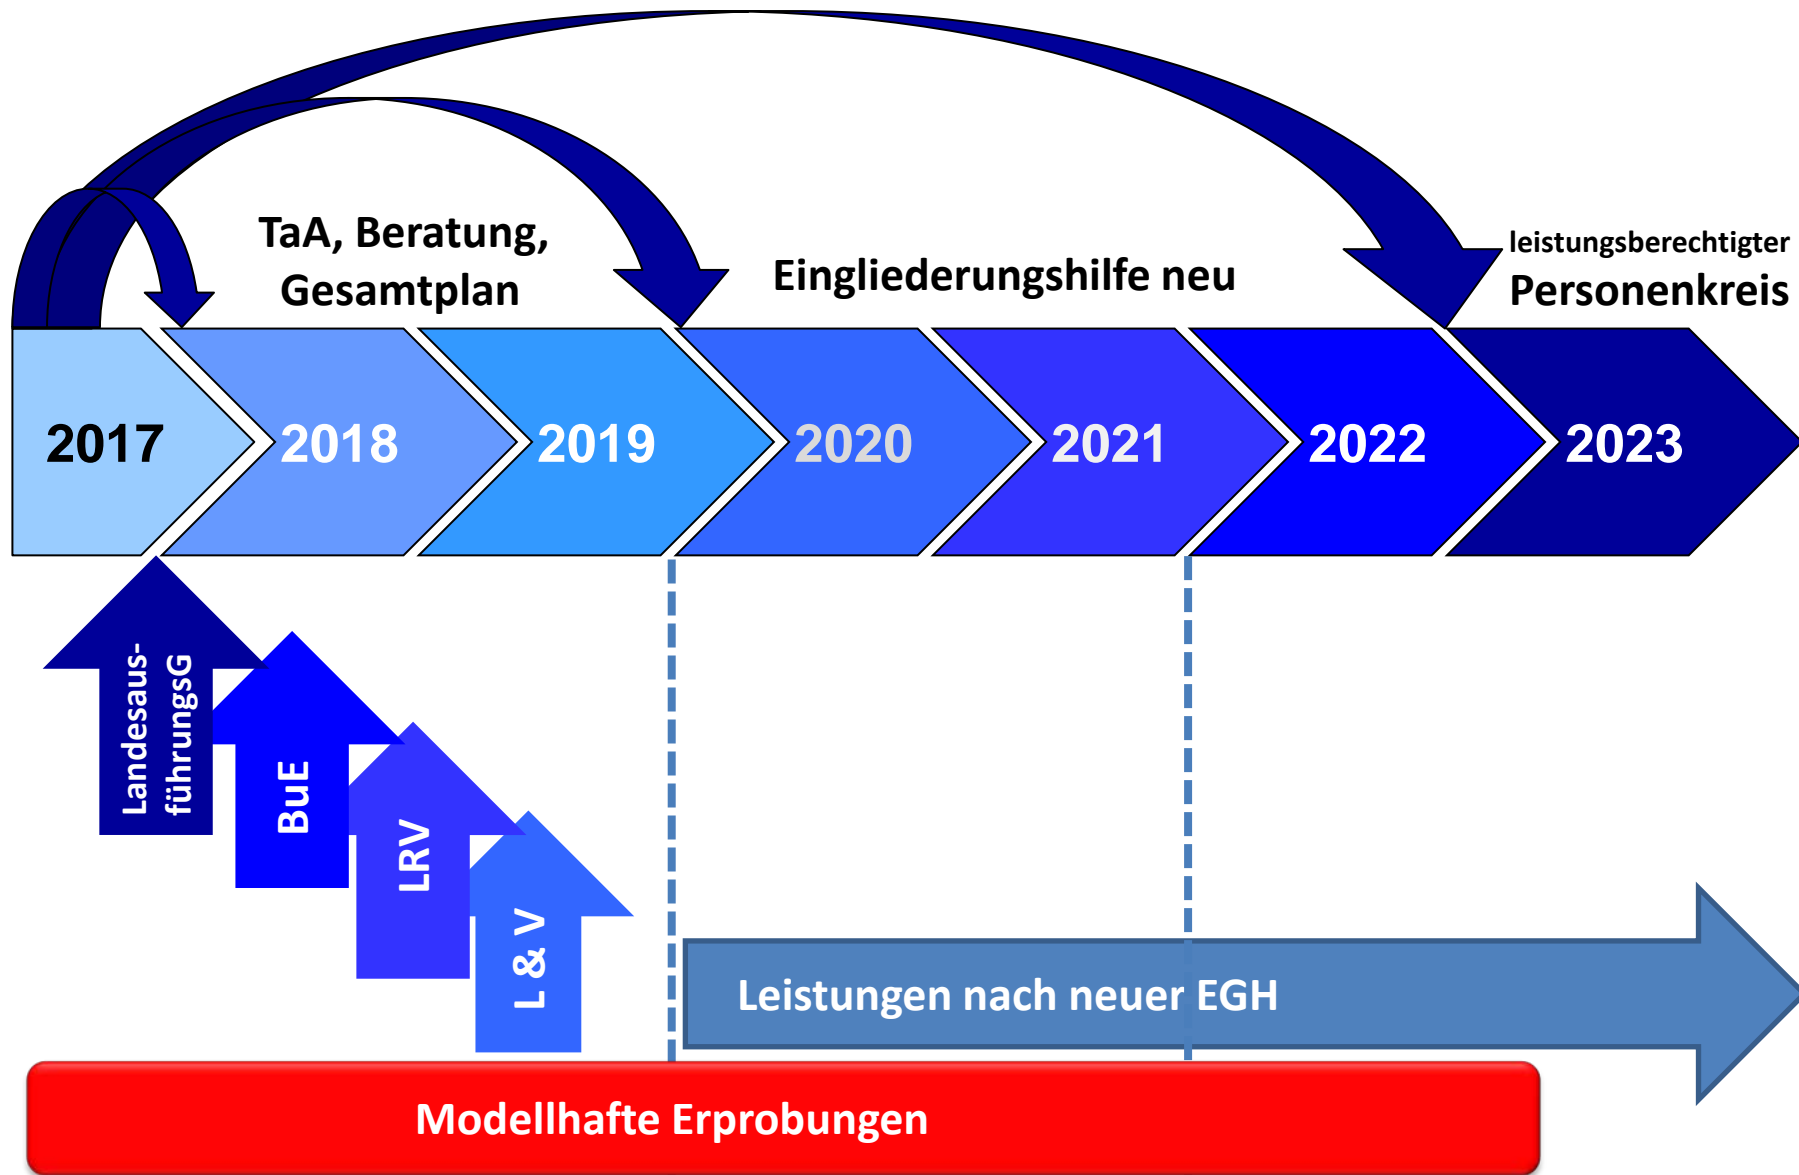 TaA, Beratung,
Gesamtplan
Eingliederungshilfe neu
leistungsberechtigter
Personenkreis
2017
2018
2019
2020
2021
2022
2023
Landesaus-
führungsG
BuE
LRV
L & V
Leistungen nach neuer EGH
Modellhafte Erprobungen